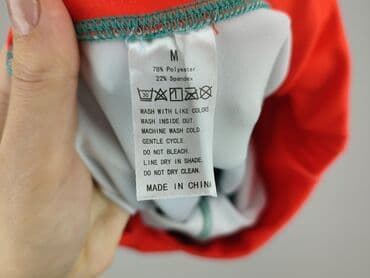 M
78% Polyester
22% Spandex
30
WASH WITH LIKE COLORS
WASH INSIDE OUT.
MACHINE WASH COLD
GENTLE CYCLE
DO NOT BLEACH.
LINE DRY IN SHADE.
DO NOT DRY CLEAN.
MADE IN CHINA